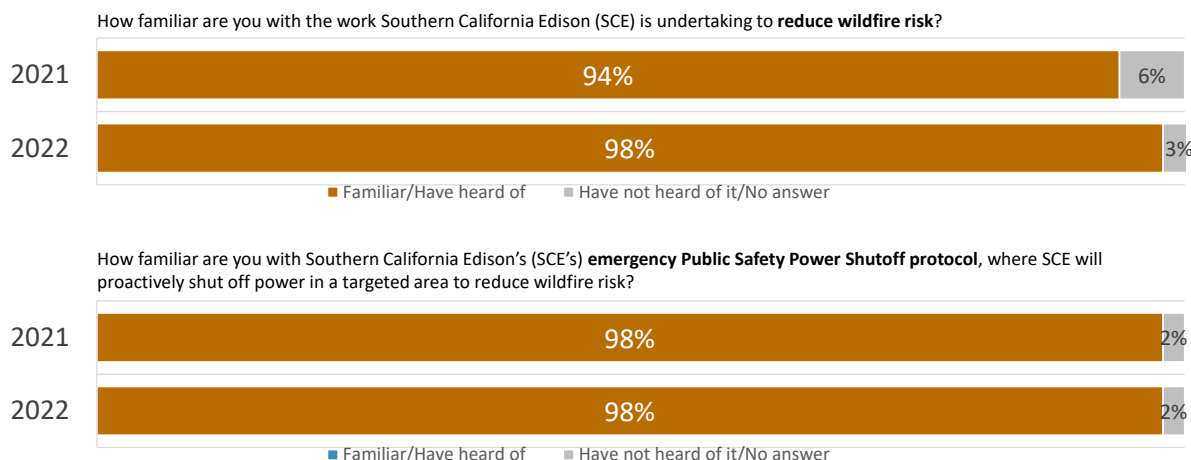 How familiar are you with the work Southern California Edison (SCE) is undertaking to reduce wildfire risk?
2021
94%
6%
2022
98%
3%
Familiar/Have heard of
Have not heard of it/No answer
How familiar are you with Southern California Edison's (SCE's) emergency Public Safety Power Shutoff protocol, where SCE will
proactively shut off power in a targeted area to reduce wildfire risk?
2021
98%
2%
2022
98%
2%
Familiar/Have heard of
Have not heard of it/No answer